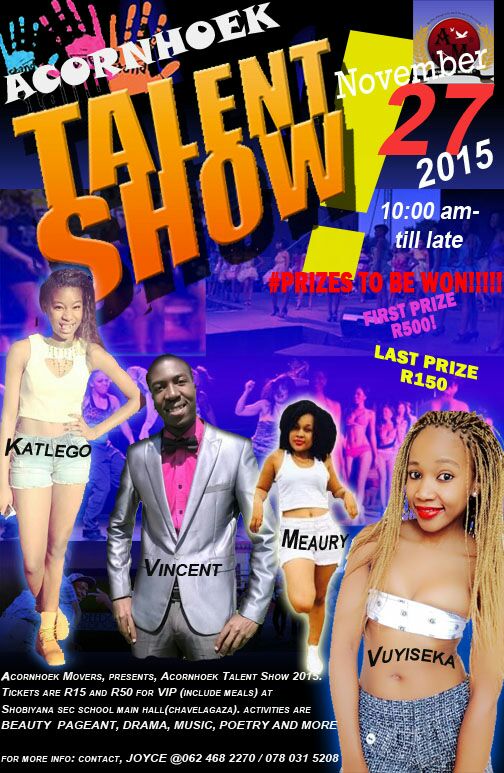 ACORNHOEK
TALENT
SHOW!
November
27
2015
10:00 am-
till late
#PRIZES TO BE WON!!!!!
FIRST PRIZE
R500!
LAST PRIZE
R150
KATLEGO
VINCENT
MEAURY
VUYISEKA
ACORNHOEK MOVERS, PRESENTS, ACORNHOEK TALENT SHOW 2015.
TICKETS ARE R15 AND R50 FOR VIP (INCLUDE MEALS) AT
SHOBIYANA SEC SCHOOL MAIN HALL(CHAVELAGAZA). ACTIVITIES ARE
BEAUTY PAGEANT, DRAMA, MUSIC, POETRY AND MORE
FOR MORE INFO: CONTACT, JOYCE @062 468 2270 / 078 031 5208